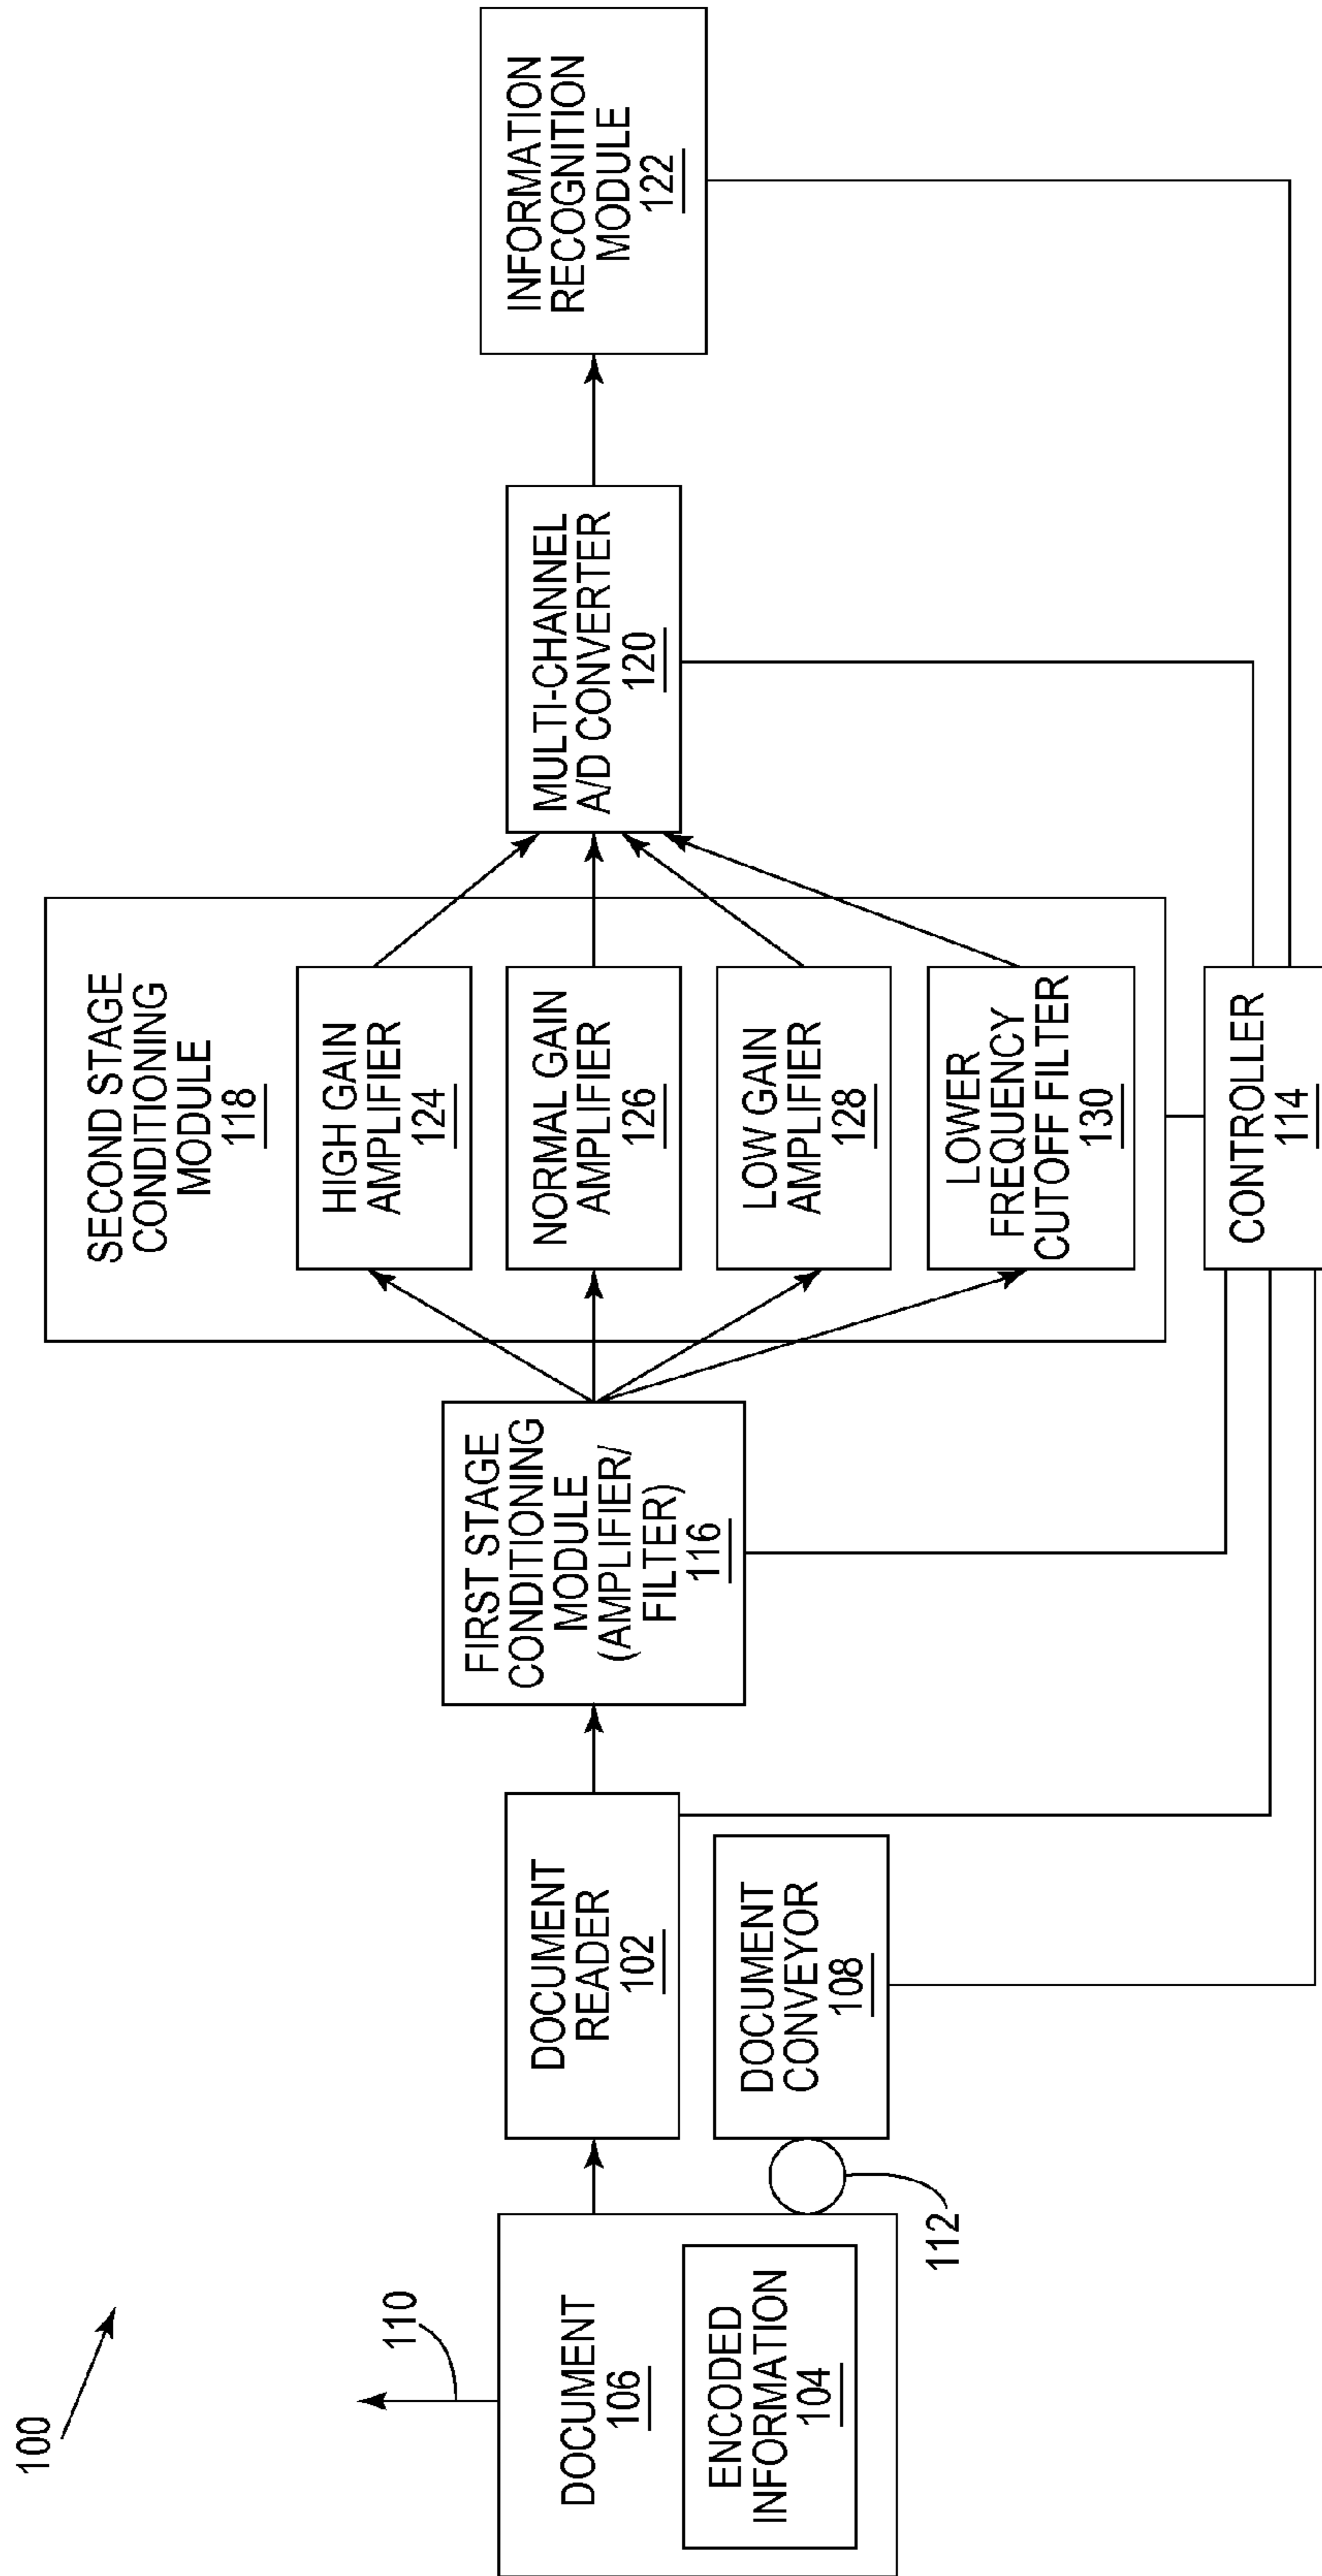 100
110
DOCUMENT
106
ENCODED
INFORMATION
104
112
DOCUMENT
READER
102
DOCUMENT
CONVEYOR
108
FIRST STAGE
CONDITIONING
MODULE
(AMPLIFIER/
FILTER)
116
SECOND STAGE
CONDITIONING
MODULE
118
HIGH GAIN
AMPLIFIER
124
NORMAL GAIN
AMPLIFIER
126
LOW GAIN
AMPLIFIER
128
LOWER
FREQUENCY
CUTOFF FILTER
130
CONTROLLER
114
MULTI-CHANNEL
A/D CONVERTER
120
INFORMATION
RECOGNITION
MODULE
122